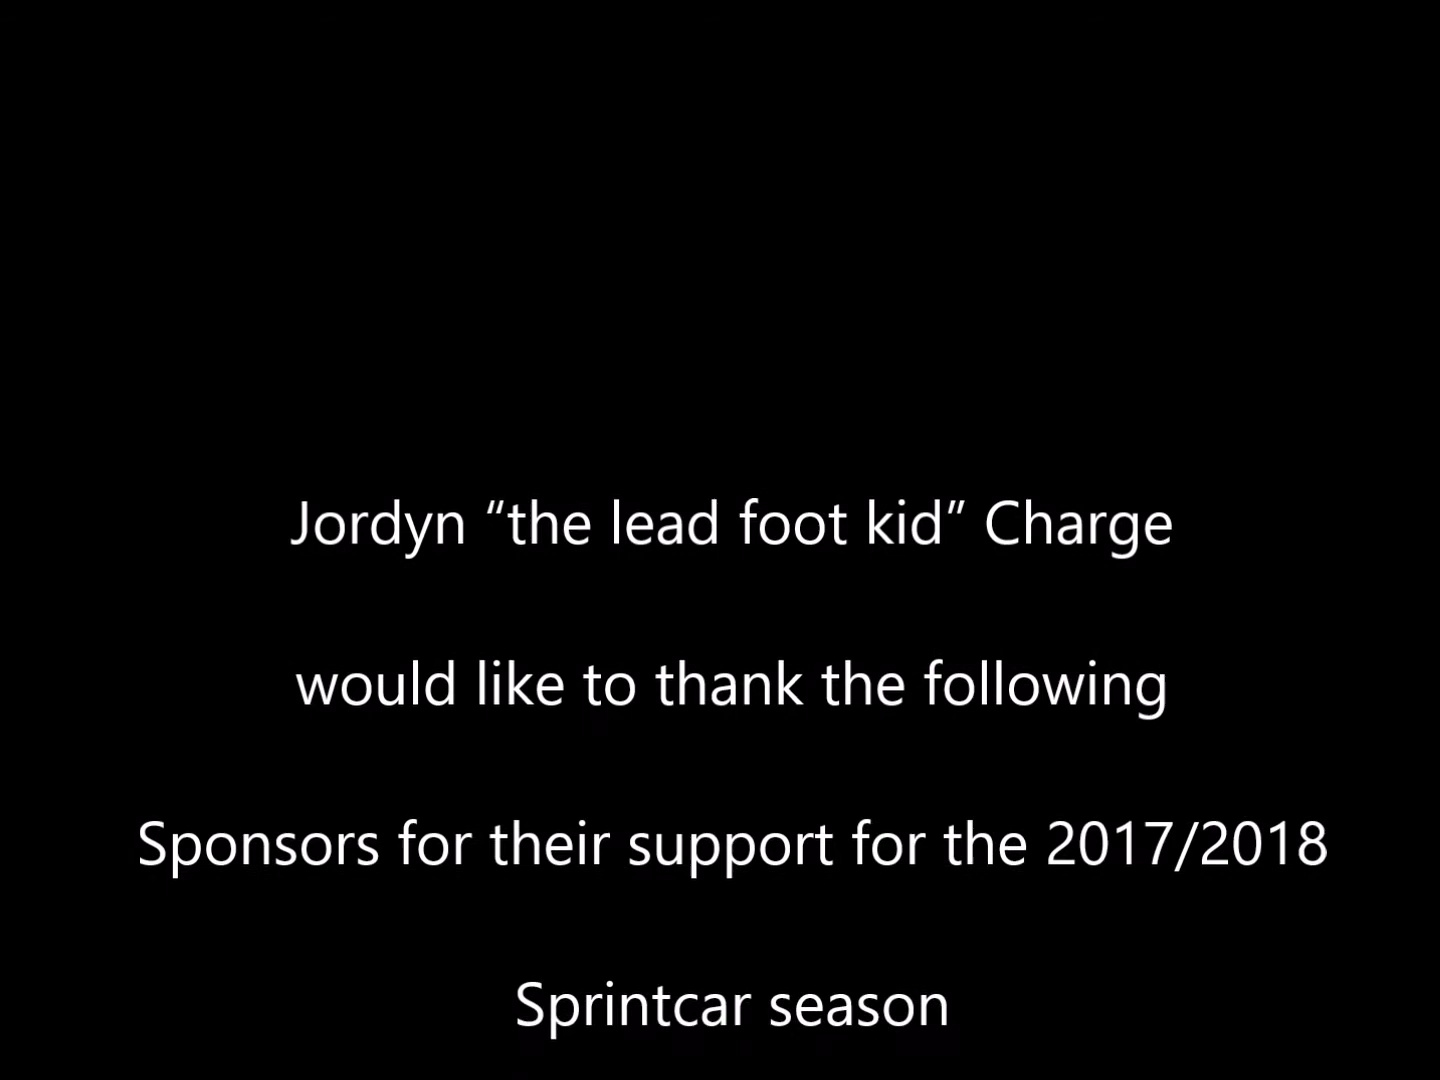 Jordyn “the lead foot kid” Charge
would like to thank the following
Sponsors for their support for the 2017/2018
Sprintcar season